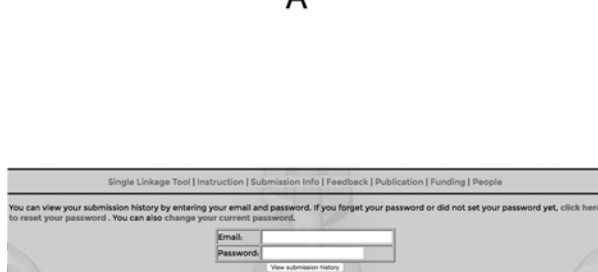 A
Single Linkage Tool | Instruction | Submission Info | Feedback | Publication | Funding | People
You can view your submission history by entering your email and password. If you forget your password or did not set your password yet, click here
to reset your password . You can also change your current password.
Email:
Password:
View submission history